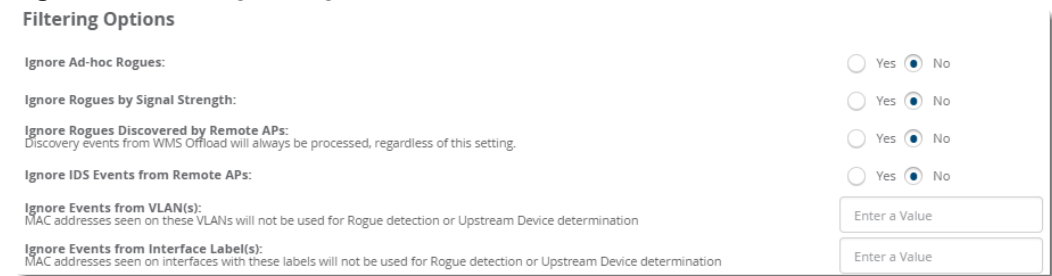 Filtering Options
Ignore Ad-hoc Rogues: Yes No
Ignore Rogues by Signal Strength: Yes No
Ignore Rogues Discovered by Remote APs:
Discovery events from WMS Offload will always be processed, regardless of this setting. Yes No
Ignore IDS Events from Remote APs: Yes No
Ignore Events from VLAN(s):
MAC addresses seen on these VLANs will not be used for Rogue detection or Upstream Device determination
Enter a Value
Ignore Events from Interface Label(s):
MAC addresses seen on interfaces with these labels will not be used for Rogue detection or Upstream Device determination
Enter a Value